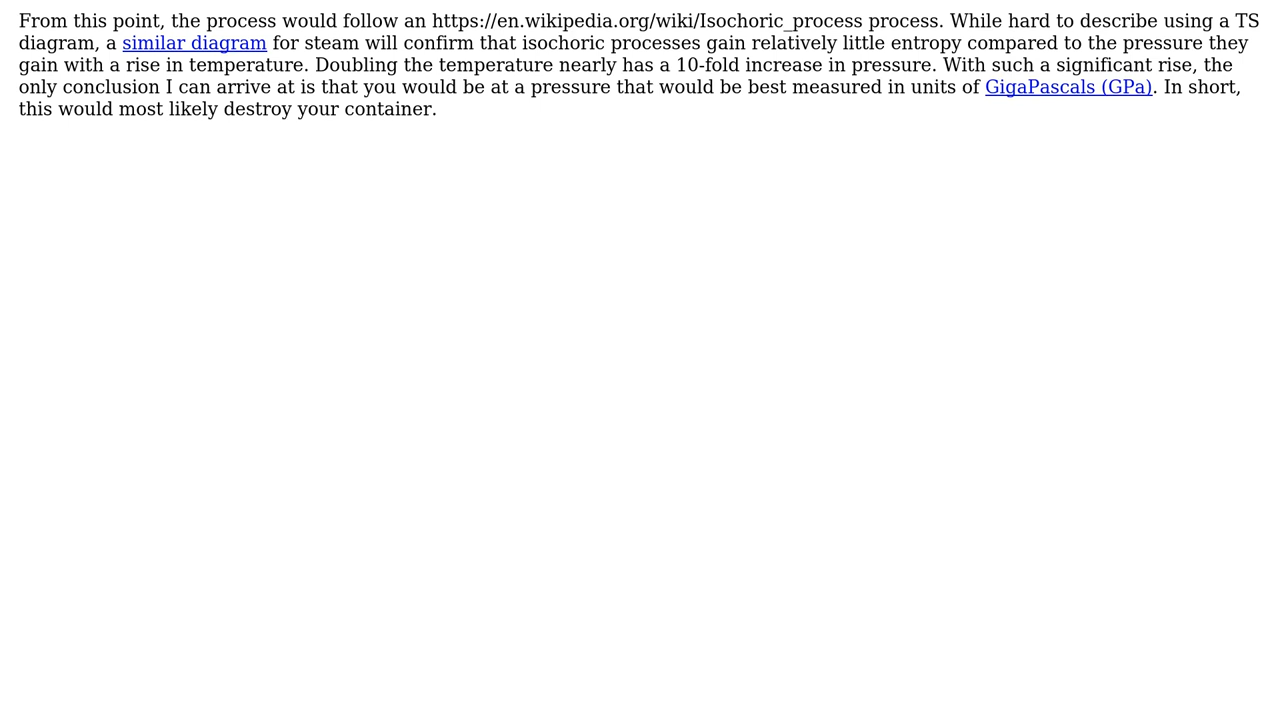 From this point, the process would follow an https://en.wikipedia.org/wiki/Isochoric_process process. While hard to describe using a TS
diagram, a similar diagram for steam will confirm that isochoric processes gain relatively little entropy compared to the pressure they
gain with a rise in temperature. Doubling the temperature nearly has a 10-fold increase in pressure. With such a significant rise, the
only conclusion I can arrive at is that you would be at a pressure that would be best measured in units of GigaPascals (GPa). In short,
this would most likely destroy your container.